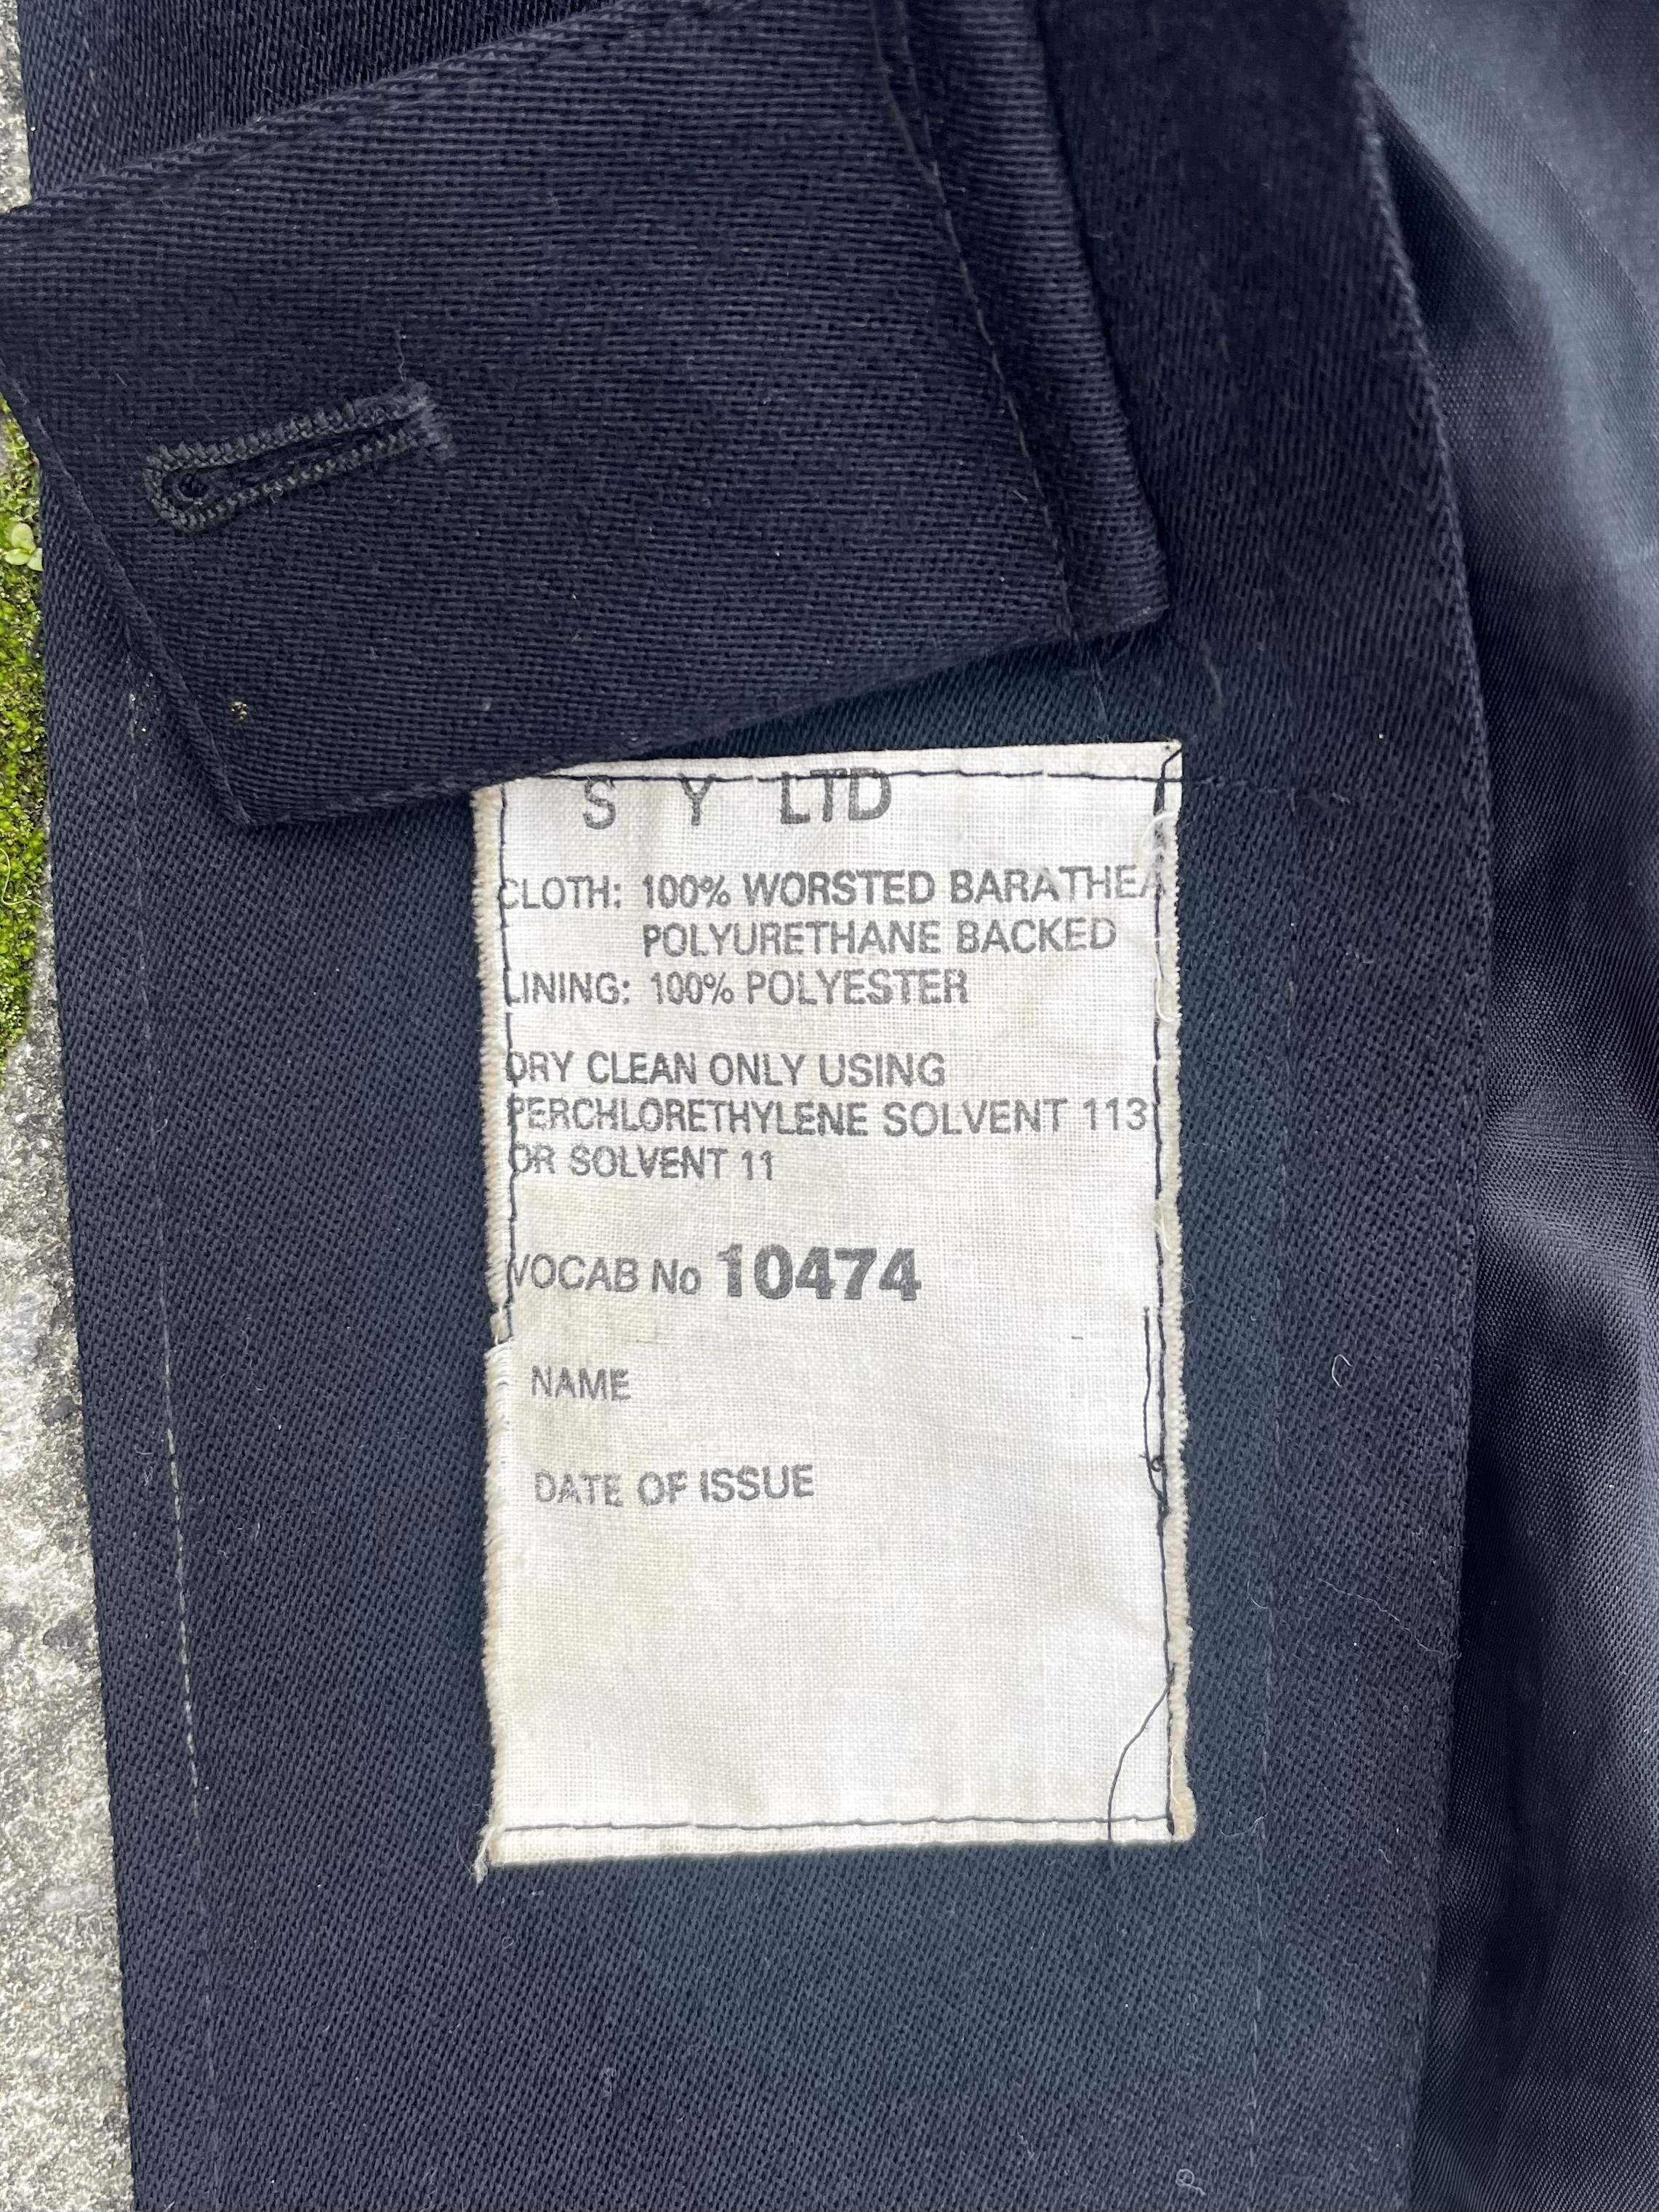 S Y LTD
CLOTH: 100% WORSTED BARATHEA
POLYURETHANE BACKED
LINING: 100% POLYESTER
DRY CLEAN ONLY USING
PERCHLORETHYLENE SOLVENT 113
OR SOLVENT 11
VOCAB No 10474
NAME
DATE OF ISSUE